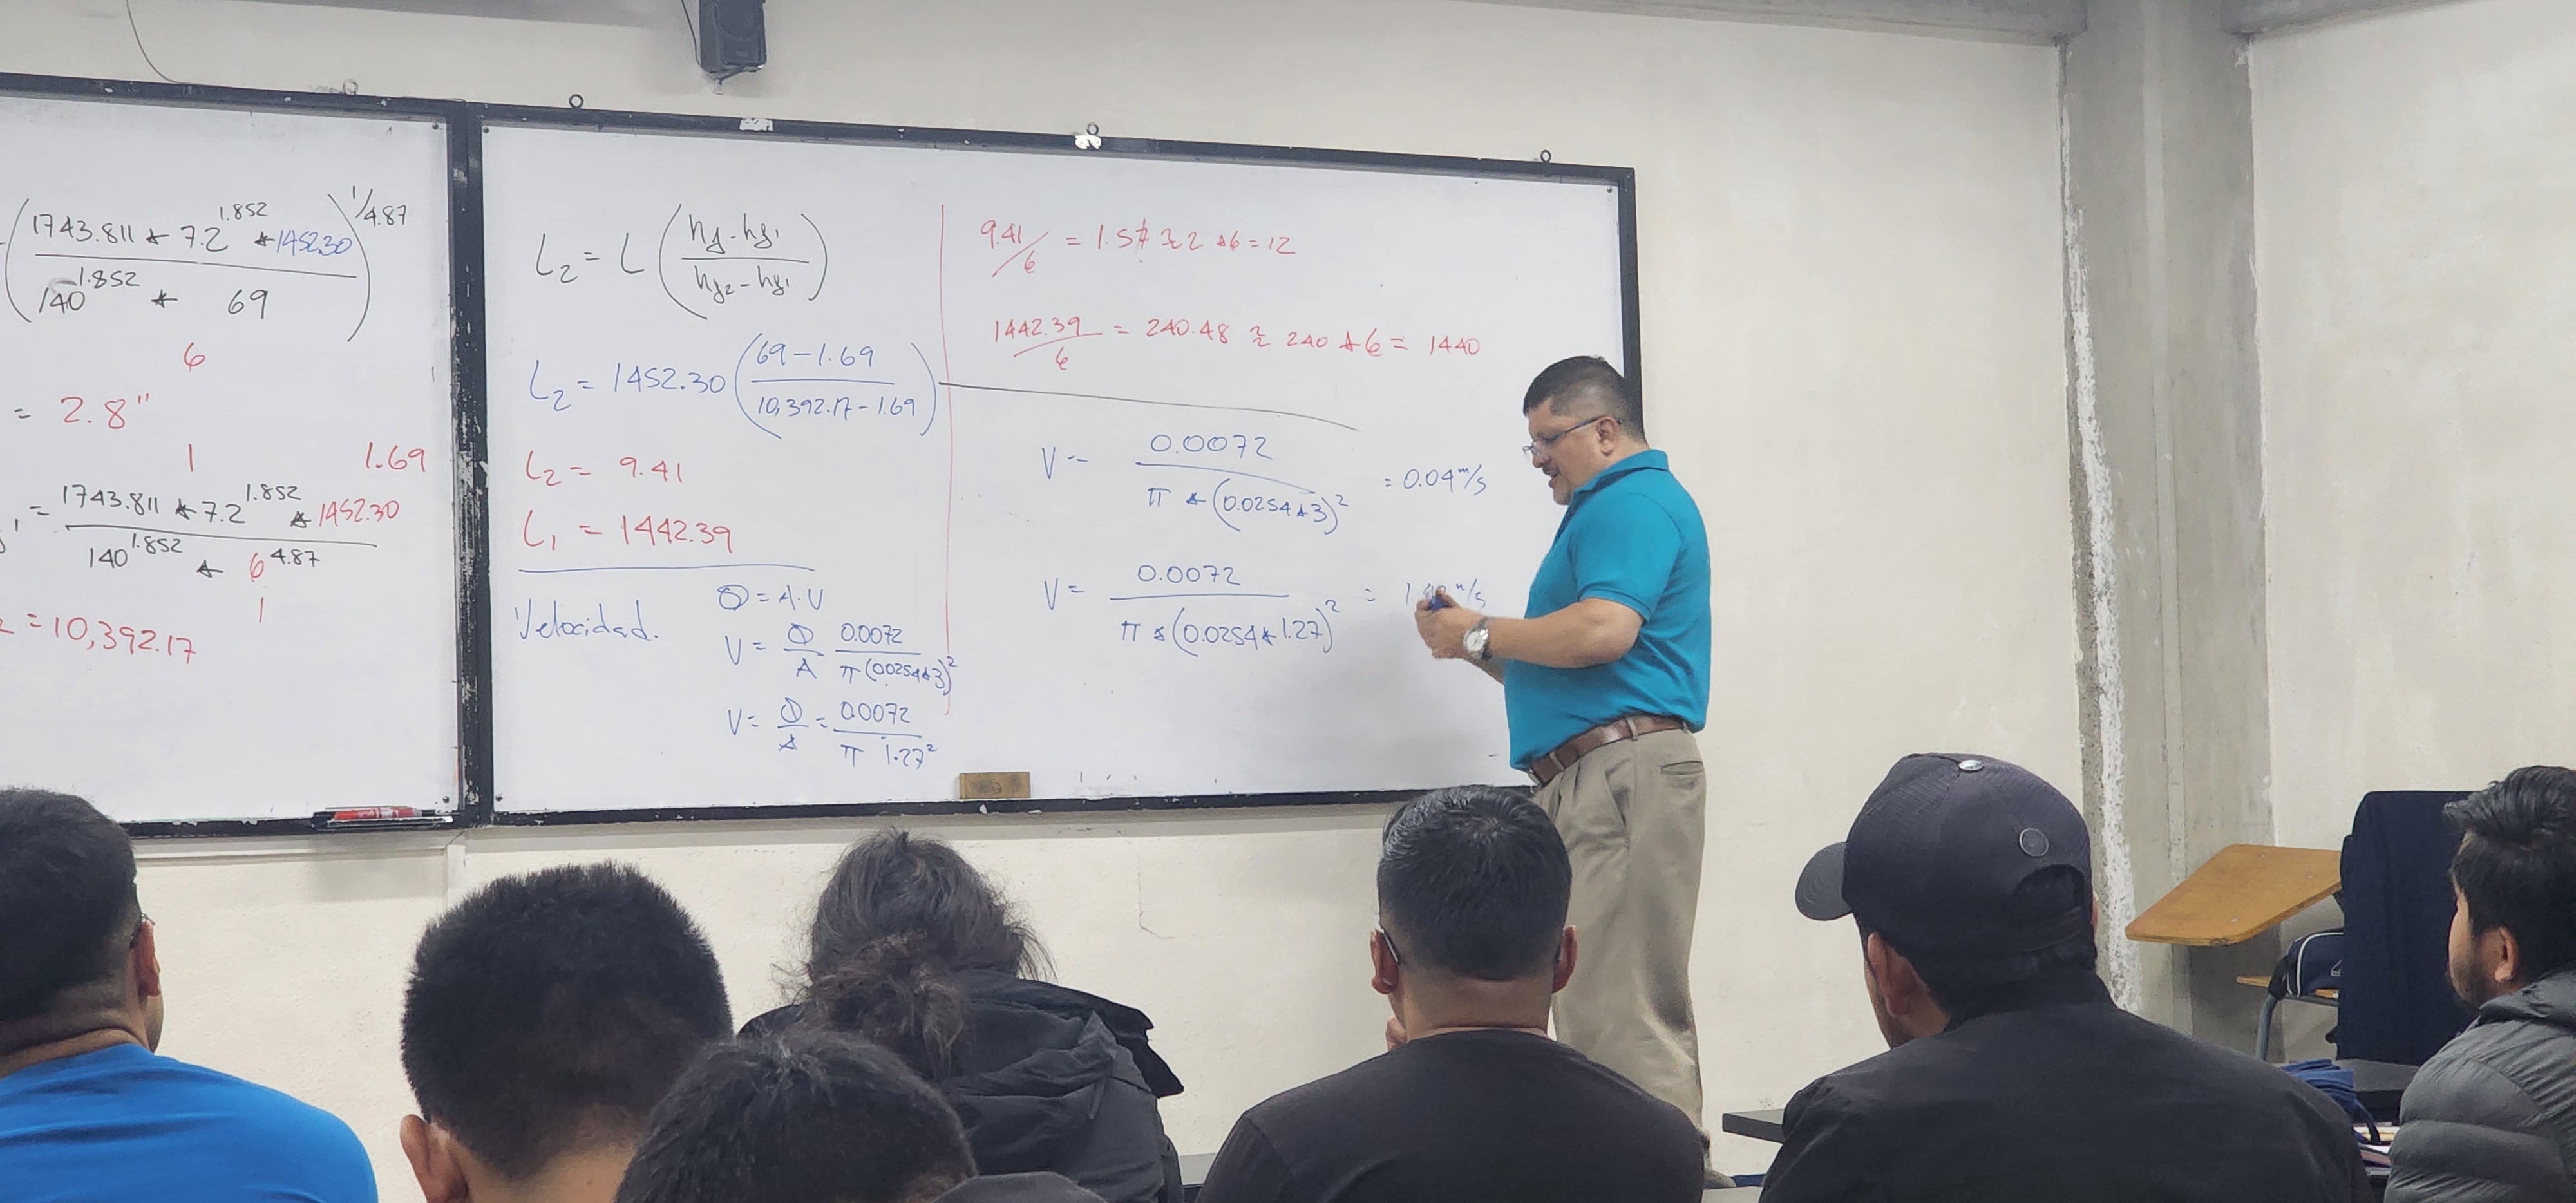 (1743.811 * 7.2^1.852 * 1452.30 / 140^1.852 * 69)^1/4.87
6
= 2.8"
1 1.69
= 1743.811 * 7.2^1.852 * 1452.30 / 140^1.852 * 6^4.87
1
= 10,392.17
L₂ = L (hf - hf₁ / hf₂ - hf₁)
L₂ = 1452.30 (69 - 1.69 / 10,392.17 - 1.69)
L₂ = 9.41
L₁ = 1442.39
Velocidad.
Q = A.V
V = Q/A 0.0072 / π(0.0254*3)²
V = Q/A = 0.0072 / π 1.27²
9.41/6 = 1.57 ≈ 2 *6 = 12
1442.39/6 = 240.48 ≈ 240 * 6 = 1440
V = 0.0072 / π * (0.0254*3)² = 0.04 m/s
V = 0.0072 / π * (0.0254*1.27)² = m/s